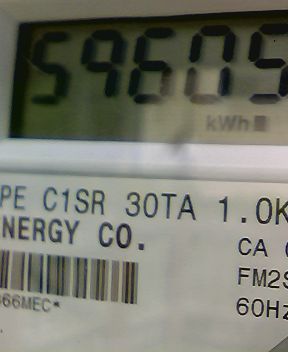 59605
kWh
PE C1SR 30TA 1.0K
NERGY CO.
CA
FM2S
66MEC*
60Hz